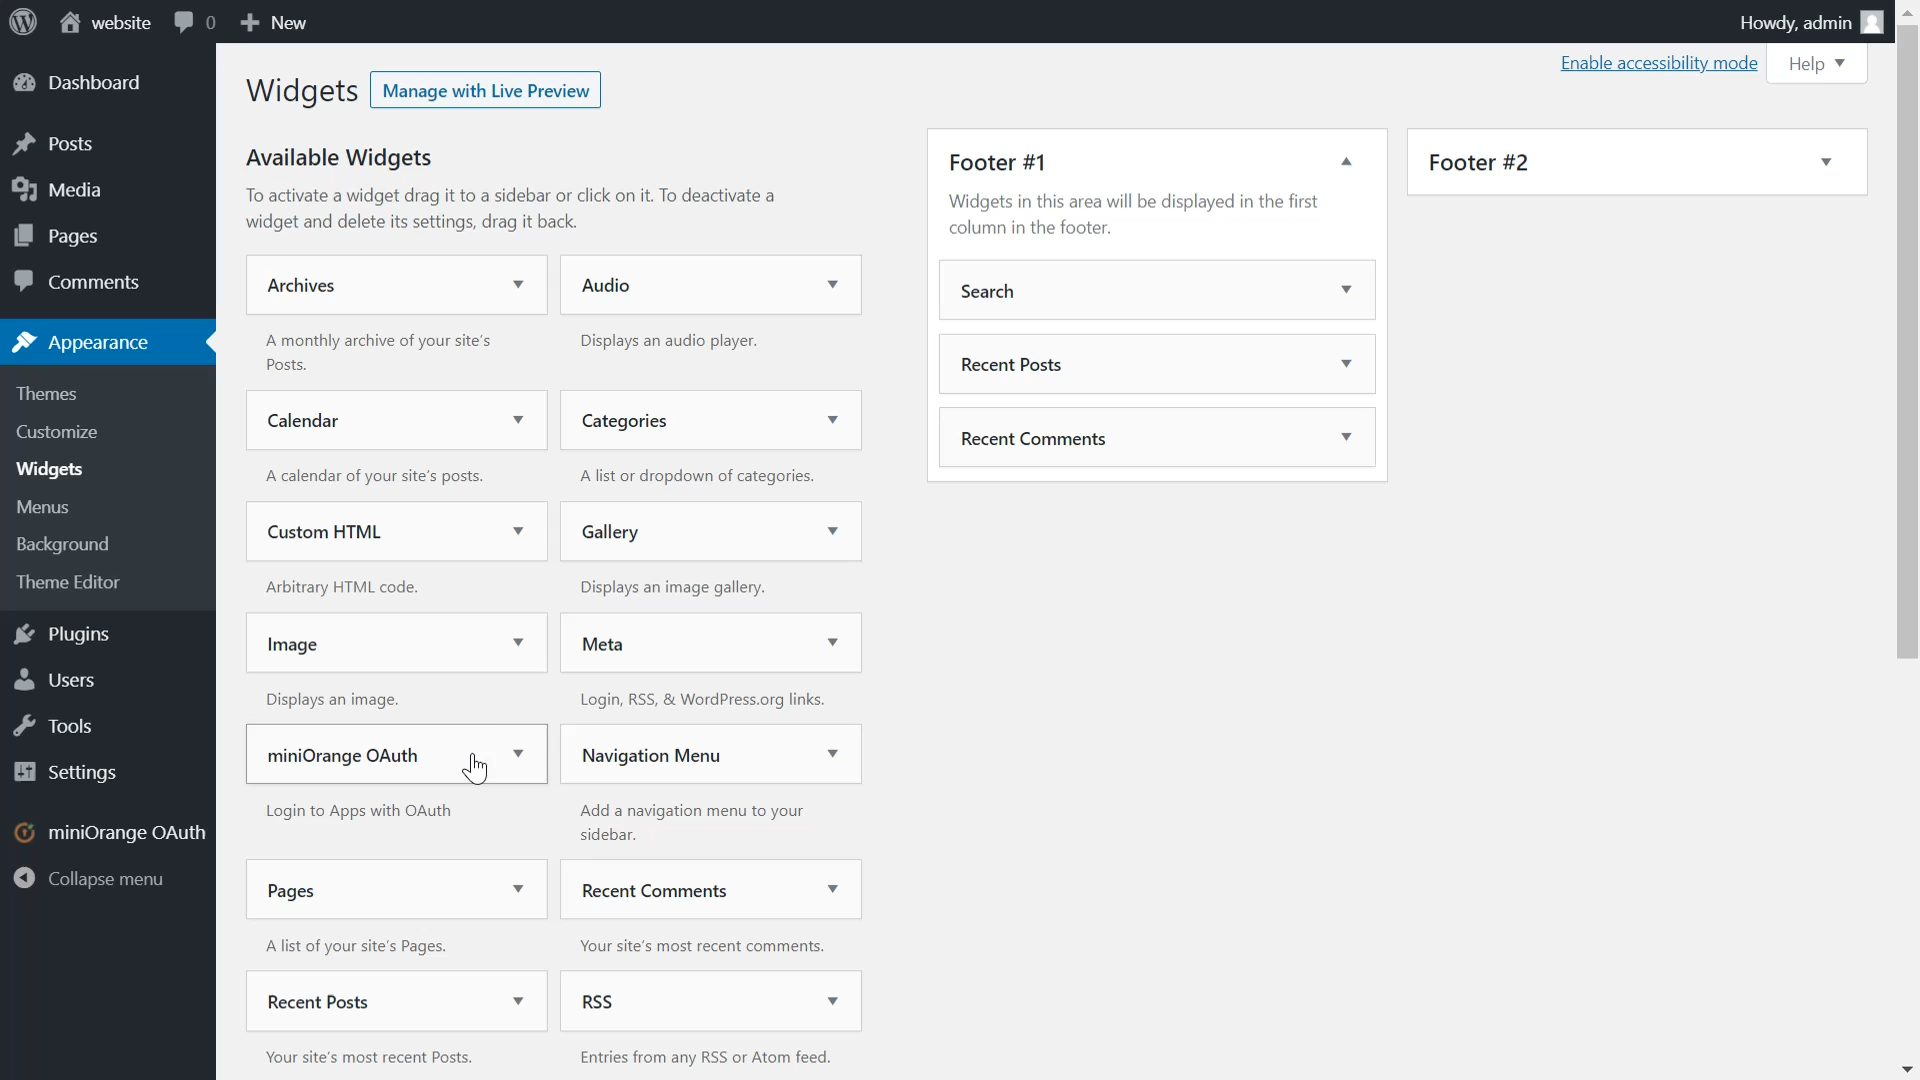 website 0 New Howdy, admin
Enable accessibility mode Help
Dashboard
Posts
Media
Pages
Comments
Appearance
Themes
Customize
Widgets
Menus
Background
Theme Editor
Plugins
Users
Tools
Settings
miniOrange OAuth
Collapse menu
Widgets Manage with Live Preview
Available Widgets
To activate a widget drag it to a sidebar or click on it. To deactivate a
widget and delete its settings, drag it back.
Archives
A monthly archive of your site's
Posts.
Audio
Displays an audio player.
Calendar
A calendar of your site's posts.
Categories
A list or dropdown of categories.
Custom HTML
Arbitrary HTML code.
Gallery
Displays an image gallery.
Image
Displays an image.
Meta
Login, RSS, & WordPress.org links.
miniOrange OAuth
Login to Apps with OAuth
Navigation Menu
Add a navigation menu to your
sidebar.
Pages
A list of your site's Pages.
Recent Comments
Your site's most recent comments.
Recent Posts
Your site's most recent Posts.
RSS
Entries from any RSS or Atom feed.
Footer #1
Widgets in this area will be displayed in the first
column in the footer.
Search
Recent Posts
Recent Comments
Footer #2